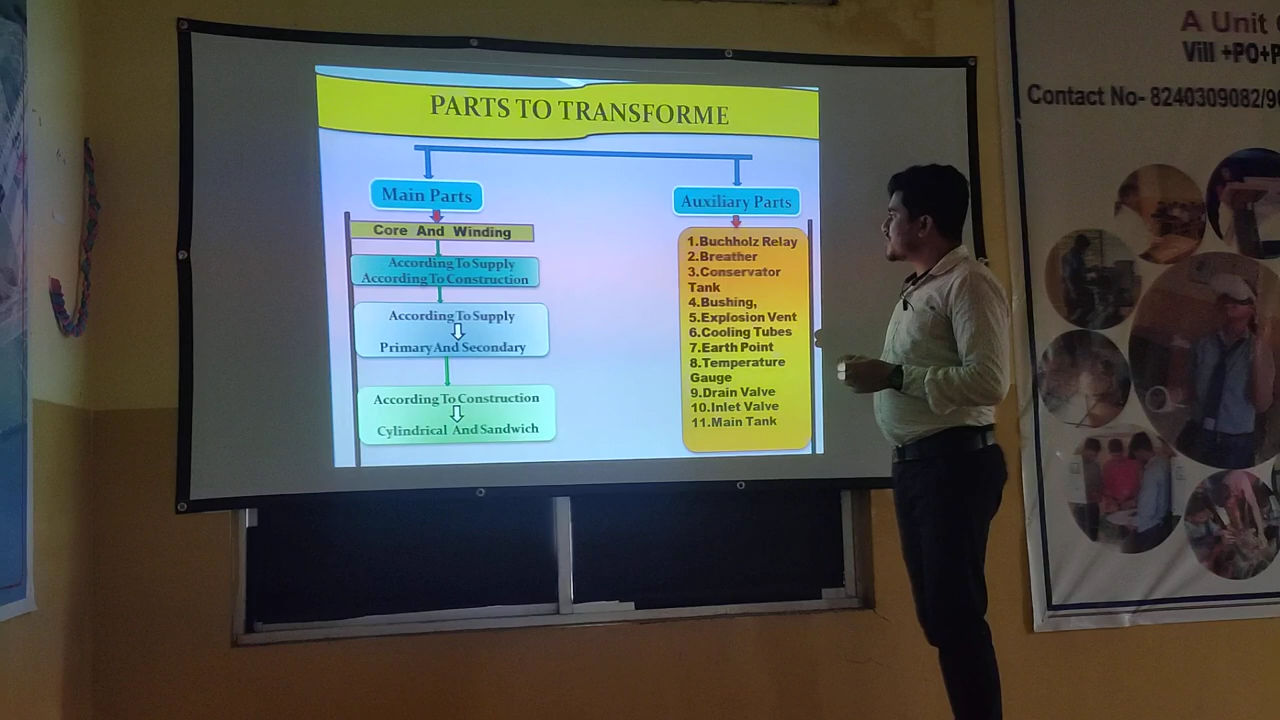 PARTS TO TRANSFORME
Main Parts
Core And Winding
According To Supply
According To Construction
According To Supply
Primary And Secondary
According To Construction
Cylindrical And Sandwich
Auxiliary Parts
1.Buchholz Relay
2.Breather
3.Conservator
Tank
4.Bushing,
5.Explosion Vent
6.Cooling Tubes
7.Earth Point
8.Temperature
Gauge
9.Drain Valve
10.Inlet Valve
11.Main Tank
A Unit
Vill +PO+P
Contact No- 8240309082/9